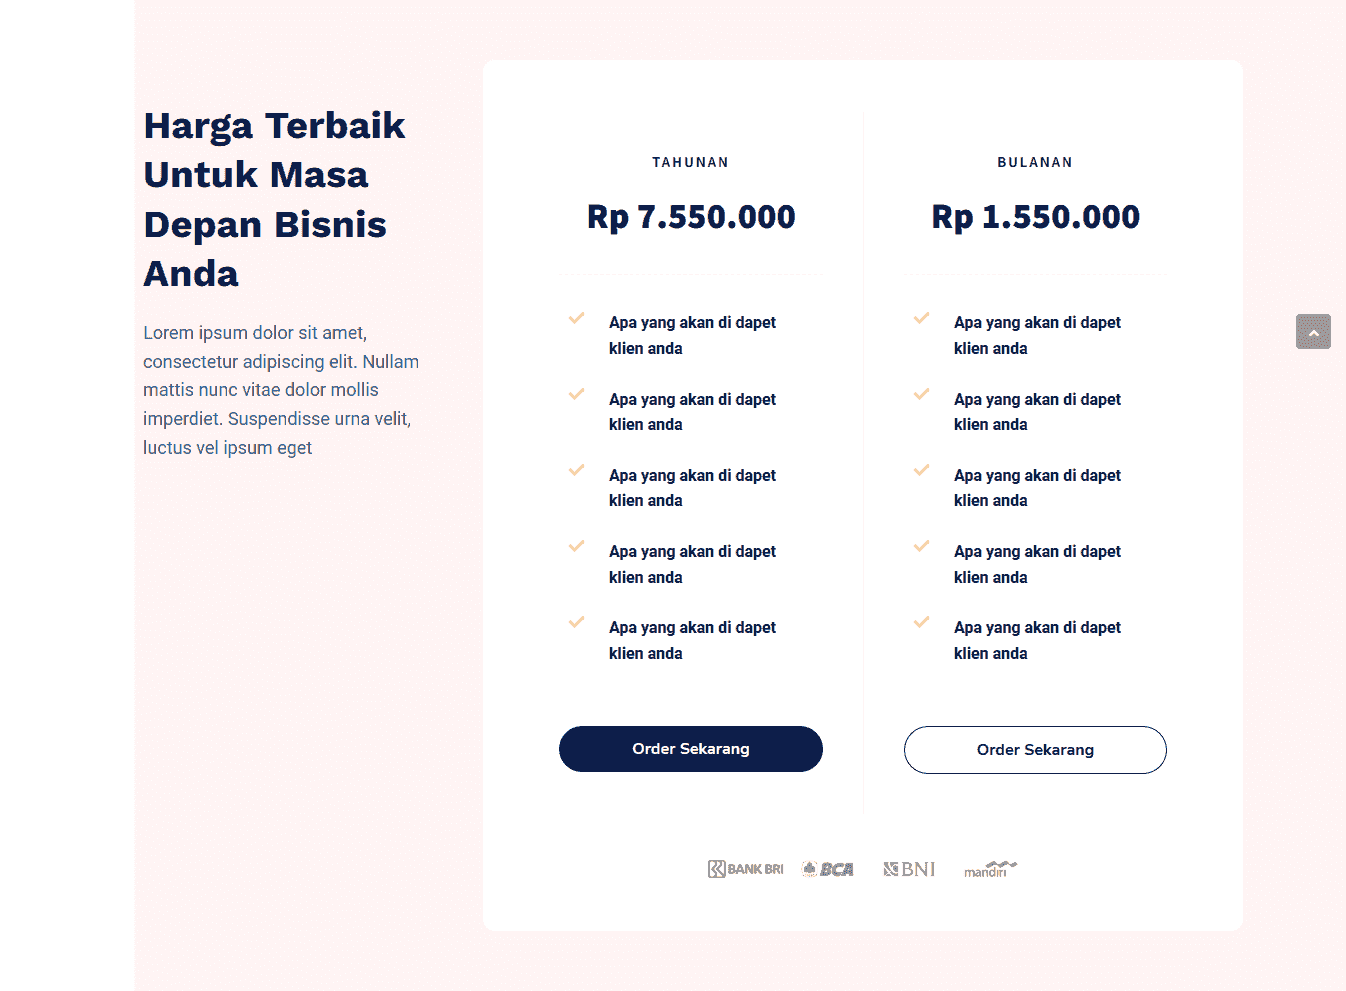 Harga Terbaik
Untuk Masa
Depan Bisnis
Anda
Lorem ipsum dolor sit amet,
consectetur adipiscing elit. Nullam
mattis nunc vitae dolor mollis
imperdiet. Suspendisse urna velit,
luctus vel ipsum eget
TAHUNAN
Rp 7.550.000
Apa yang akan di dapet
klien anda
Apa yang akan di dapet
klien anda
Apa yang akan di dapet
klien anda
Apa yang akan di dapet
klien anda
Apa yang akan di dapet
klien anda
Order Sekarang
BULANAN
Rp 1.550.000
Apa yang akan di dapet
klien anda
Apa yang akan di dapet
klien anda
Apa yang akan di dapet
klien anda
Apa yang akan di dapet
klien anda
Apa yang akan di dapet
klien anda
Order Sekarang
BANK BRI BCA BNI mandiri